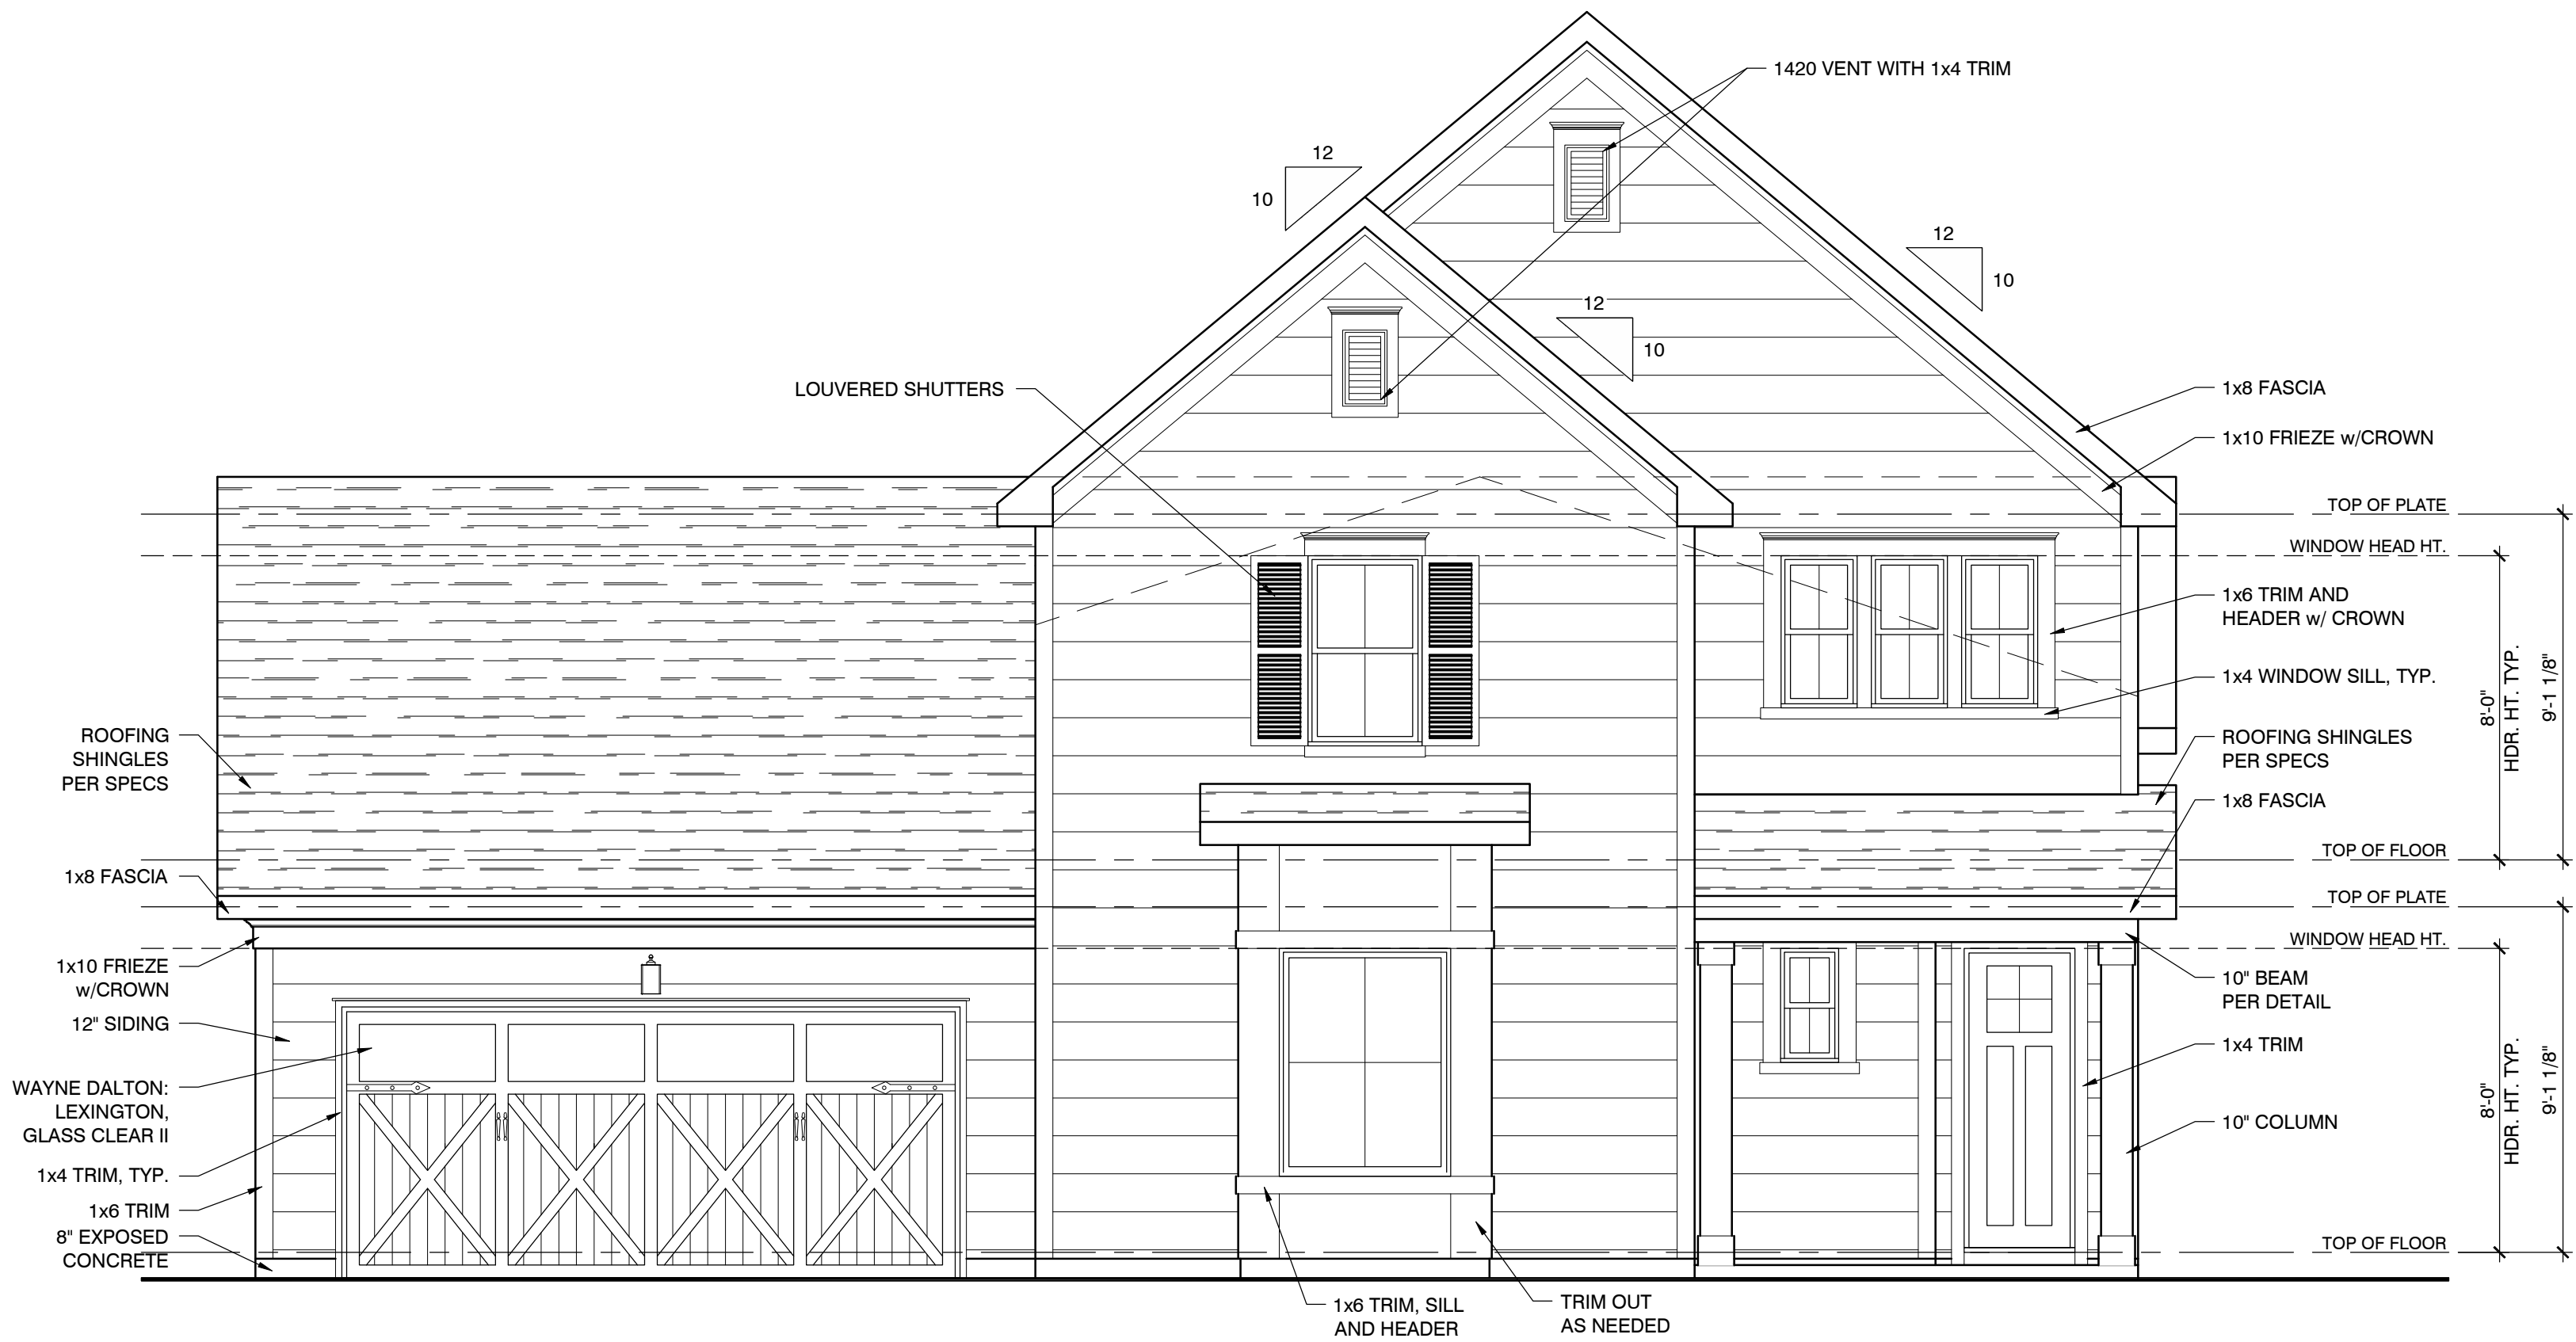 1420 VENT WITH 1x4 TRIM
12
10
12
10
12
10
LOUVERED SHUTTERS
1x8 FASCIA
1x10 FRIEZE w/CROWN
TOP OF PLATE
WINDOW HEAD HT.
1x6 TRIM AND
HEADER w/ CROWN
1x4 WINDOW SILL, TYP.
8'-0"
HDR. HT. TYP.
9'-1 1/8"
ROOFING SHINGLES
PER SPECS
1x8 FASCIA
TOP OF FLOOR
TOP OF PLATE
WINDOW HEAD HT.
10" BEAM
PER DETAIL
1x4 TRIM
10" COLUMN
8'-0"
HDR. HT. TYP.
9'-1 1/8"
TOP OF FLOOR
ROOFING
SHINGLES
PER SPECS
1x8 FASCIA
1x10 FRIEZE
w/CROWN
12" SIDING
WAYNE DALTON:
LEXINGTON,
GLASS CLEAR II
1x4 TRIM, TYP.
1x6 TRIM
8" EXPOSED
CONCRETE
1x6 TRIM, SILL
AND HEADER
TRIM OUT
AS NEEDED